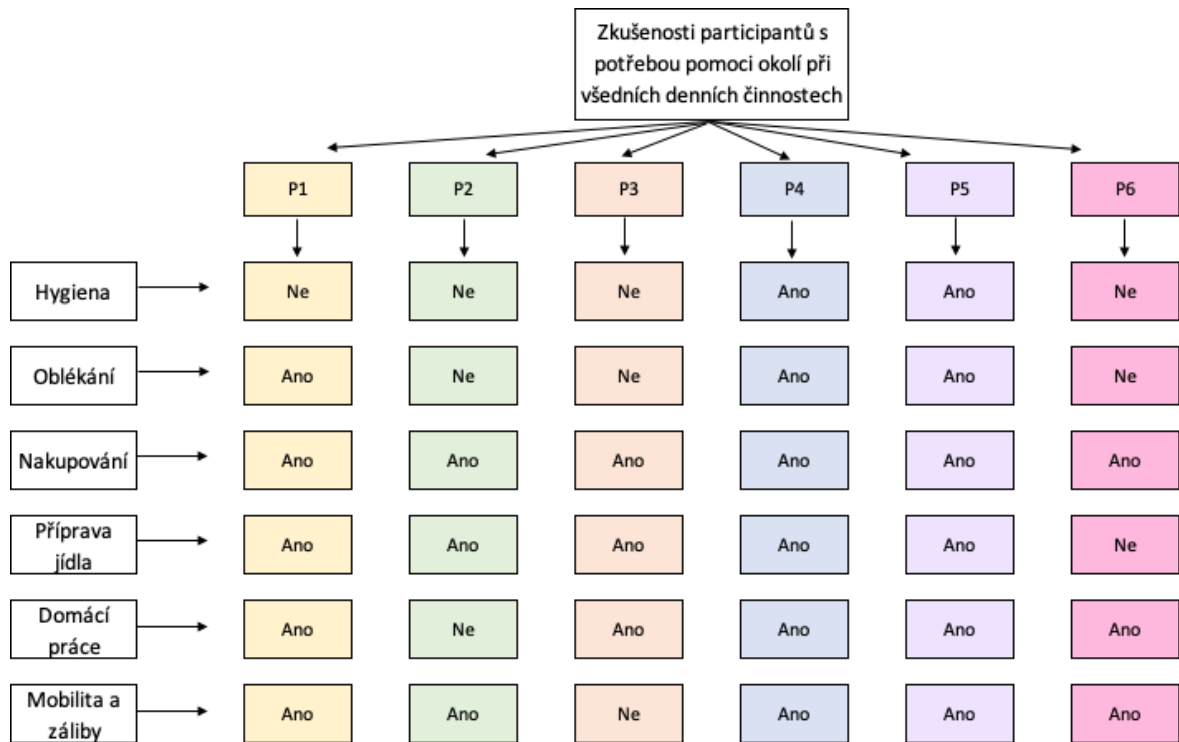 Zkušenosti participantů s
potřebou pomoci okolí při
všedních denních činnostech
P1 P2 P3 P4 P5 P6
Hygiena Ne Ne Ne Ano Ano Ne
Oblékání Ano Ne Ne Ano Ano Ne
Nakupování Ano Ano Ano Ano Ano Ano
Příprava
jídla Ano Ano Ano Ano Ano Ne
Domácí
práce Ano Ne Ano Ano Ano Ano
Mobilita a
záliby Ano Ano Ne Ano Ano Ano